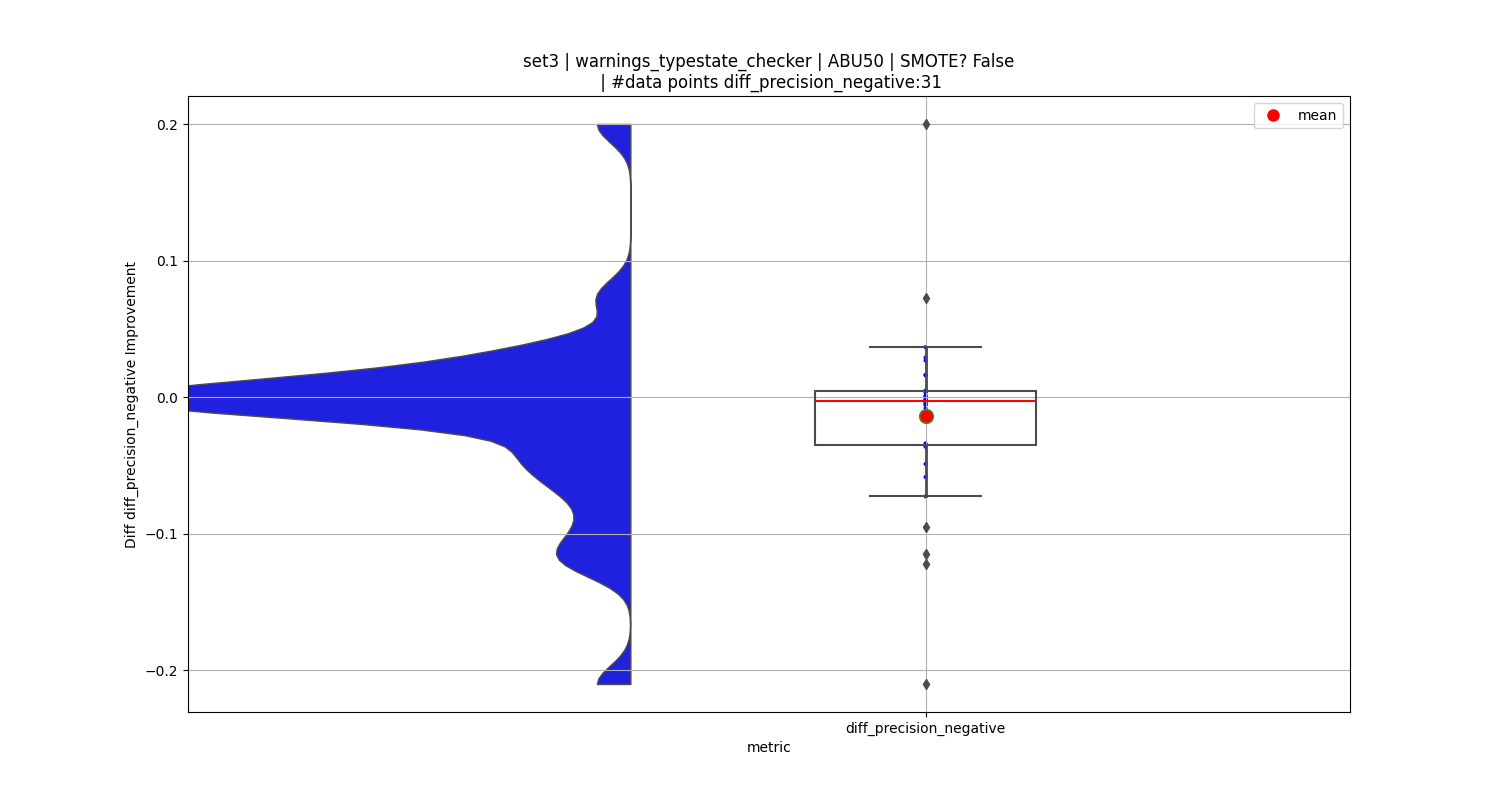 set3 | warnings_typestate_checker | ABU50 | SMOTE? False
| #data points diff_precision_negative:31
mean
Diff diff_precision_negative Improvement
0.2
0.1
0.0
−0.1
−0.2
diff_precision_negative
metric